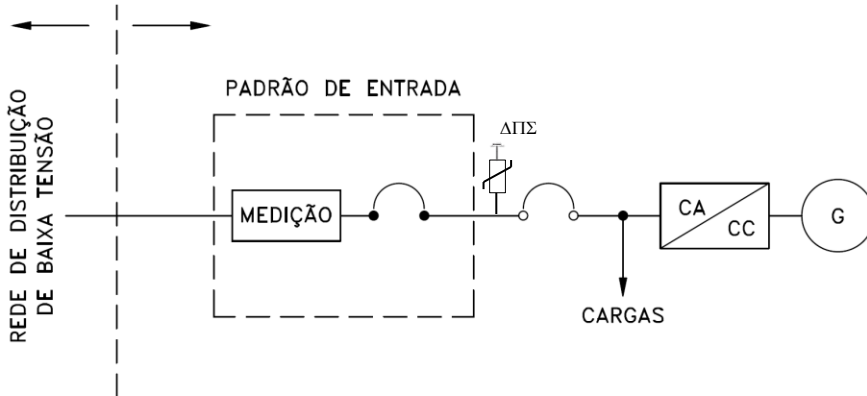 REDE DE DISTRIBUIÇÃO
DE BAIXA TENSÃO
PADRÃO DE ENTRADA
MEDIÇÃO
ΔΠΣ
CARGAS
CA
CC
G